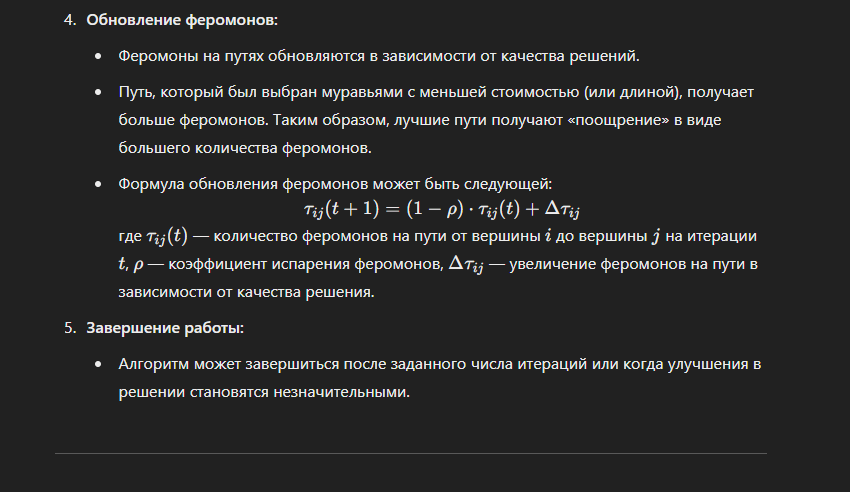 4. Обновление феромонов:
• Феромоны на путях обновляются в зависимости от качества решений.
• Путь, который был выбран муравьями с меньшей стоимостью (или длиной), получает
больше феромонов. Таким образом, лучшие пути получают «поощрение» в виде
большего количества феромонов.
• Формула обновления феромонов может быть следующей:
τij(t + 1) = (1 − ρ) · τij(t) + Δτij
где τij(t) — количество феромонов на пути от вершины i до вершины j на итерации
t, ρ — коэффициент испарения феромонов, Δτij — увеличение феромонов на пути в
зависимости от качества решения.
5. Завершение работы:
• Алгоритм может завершиться после заданного числа итераций или когда улучшения в
решении становятся незначительными.